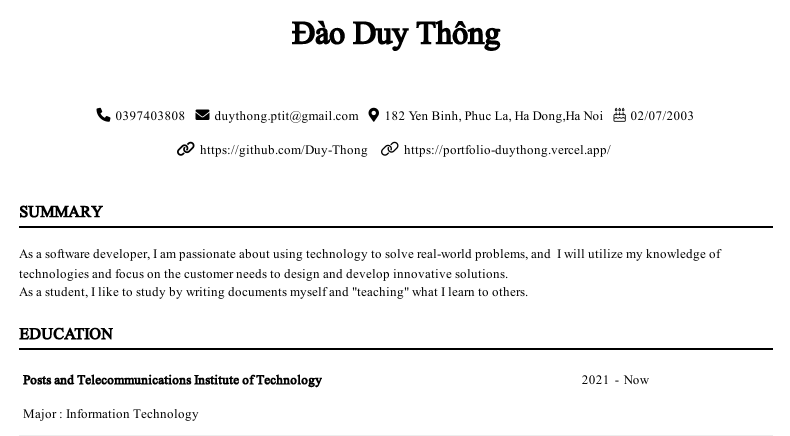 Đào Duy Thông
0397403808 duythong.ptit@gmail.com 182 Yen Binh, Phuc La, Ha Dong,Ha Noi 02/07/2003
https://github.com/Duy-Thong https://portfolio-duythong.vercel.app/
SUMMARY
As a software developer, I am passionate about using technology to solve real-world problems, and I will utilize my knowledge of
technologies and focus on the customer needs to design and develop innovative solutions.
As a student, I like to study by writing documents myself and "teaching" what I learn to others.
EDUCATION
Posts and Telecommunications Institute of Technology 2021 - Now
Major : Information Technology